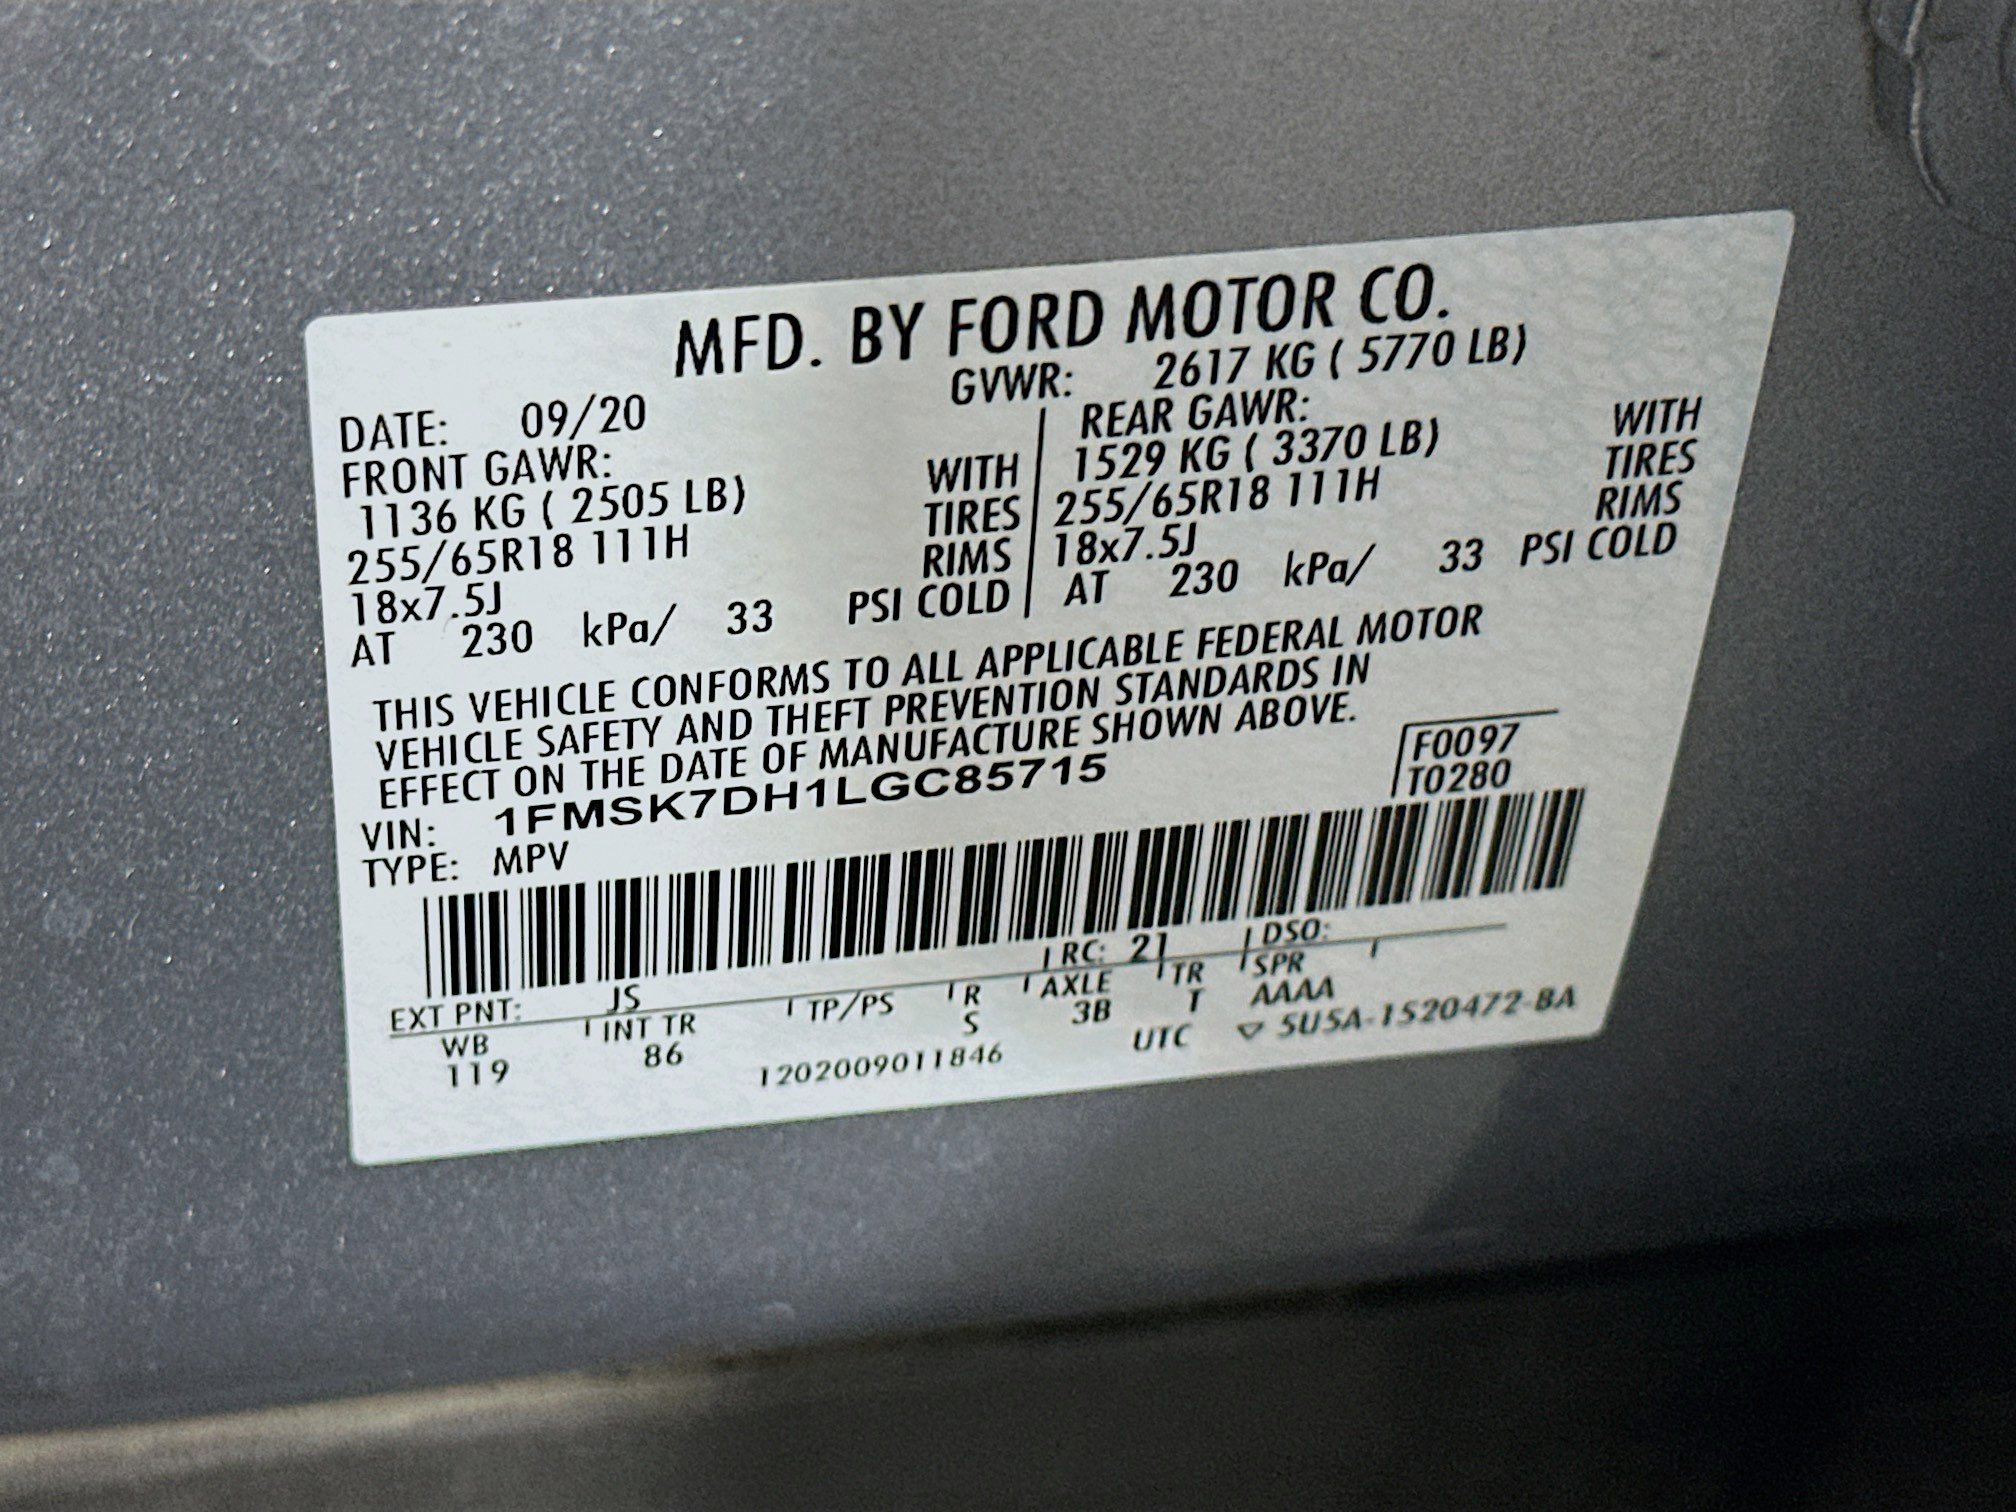 MFD. BY FORD MOTOR CO.
DATE: 09/20 GVWR: 2617 KG ( 5770 LB)
FRONT GAWR: REAR GAWR:
1136 KG ( 2505 LB) WITH 1529 KG ( 3370 LB) WITH
255/65R18 111H TIRES 255/65R18 111H TIRES
18x7.5J RIMS 18x7.5J RIMS
AT 230 kPa/ 33 PSI COLD AT 230 kPa/ 33 PSI COLD
THIS VEHICLE CONFORMS TO ALL APPLICABLE FEDERAL MOTOR
VEHICLE SAFETY AND THEFT PREVENTION STANDARDS IN
EFFECT ON THE DATE OF MANUFACTURE SHOWN ABOVE.
VIN: 1FMSK7DH1LGC85715 F0097
TYPE: MPV T0280
EXT PNT: JS RC: 21 DSO:
WB INT TR TP/PS R AXLE TR SPR
119 86 S 3B T AAAA
1202009011846 UTC ▽ 5U5A-1520472-BA